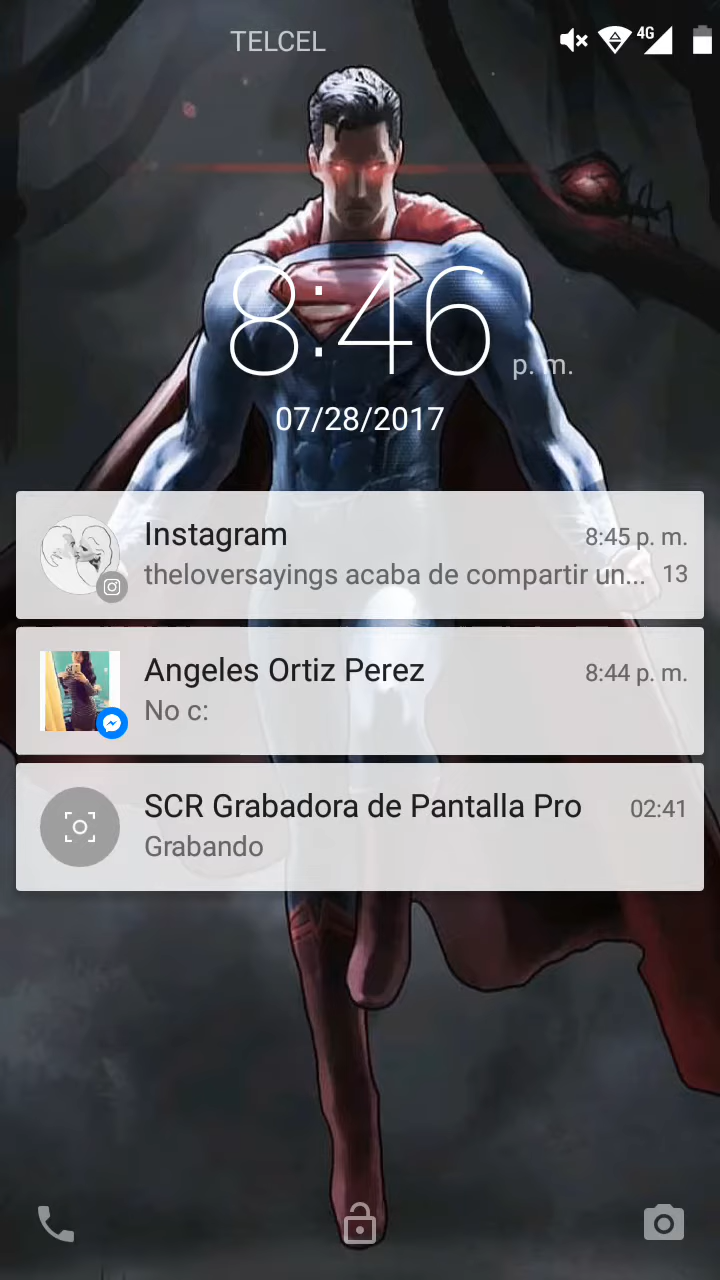 TELCEL
4G
8:46 p. m.
07/28/2017
Instagram 8:45 p. m.
theloversayings acaba de compartir un... 13
Angeles Ortiz Perez 8:44 p. m.
No c:
SCR Grabadora de Pantalla Pro 02:41
Grabando